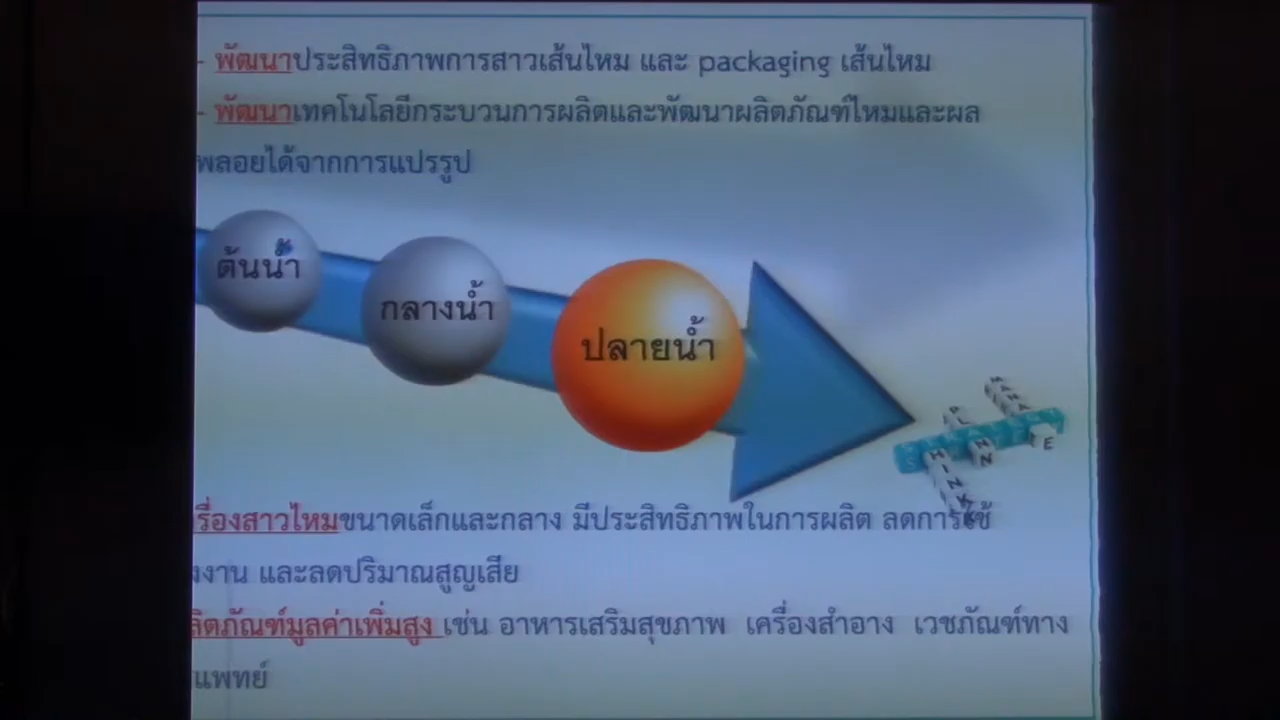 - พัฒนาประสิทธิภาพการสาวเส้นไหม และ packaging เส้นไหม
- พัฒนาเทคโนโลยีกระบวนการผลิตและพัฒนาผลิตภัณฑ์ไหมและผล
พลอยได้จากการแปรรูป
ต้นน้ำ
กลางน้ำ
ปลายน้ำ
รื่องสาวไหมขนาดเล็กและกลาง มีประสิทธิภาพในการผลิต ลดการใช้
งงาน และลดปริมาณสูญเสีย
ลิตภัณฑ์มูลค่าเพิ่มสูง เช่น อาหารเสริมสุขภาพ เครื่องสำอาง เวชภัณฑ์ทาง
แพทย์